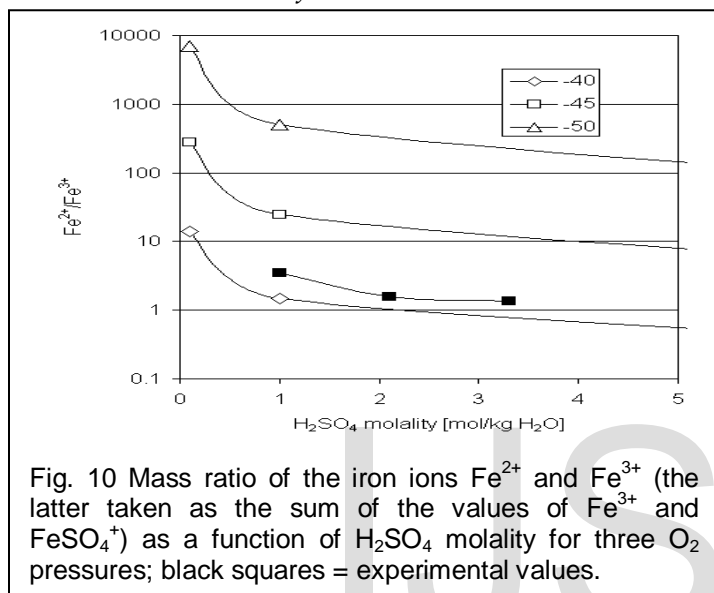 10000
1000
100
10
1
0.1
Fe²⁺/Fe³⁺
-40
-45
-50
0 1 2 3 4 5
H₂SO₄ molality [mol/kg H₂O]
Fig. 10 Mass ratio of the iron ions Fe²⁺ and Fe³⁺ (the
latter taken as the sum of the values of Fe³⁺ and
FeSO₄⁺) as a function of H₂SO₄ molality for three O₂
pressures; black squares = experimental values.